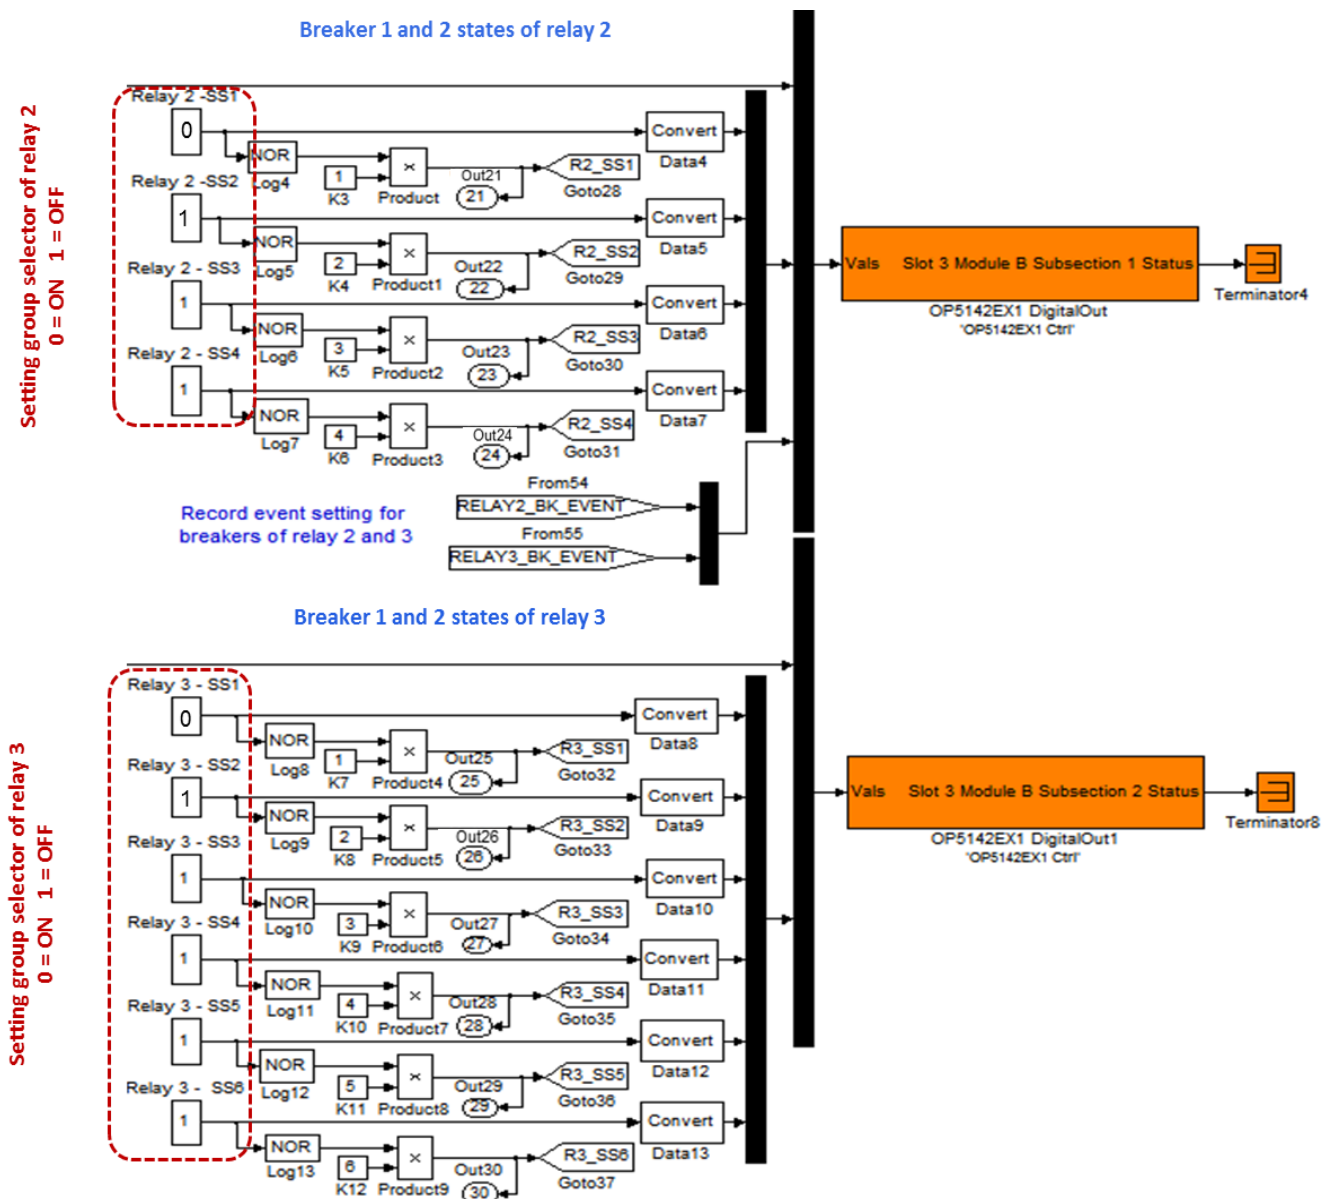 Breaker 1 and 2 states of relay 2
Setting group selector of relay 2
0 = ON 1 = OFF
Relay 2 -SS1
0
NOR
Log4
1
K3
×
Product
Out21
21
R2_SS1
Goto28
Convert
Data4
Relay 2 -SS2
1
NOR
Log5
2
K4
×
Product1
Out22
22
R2_SS2
Goto29
Convert
Data5
Relay 2 - SS3
1
NOR
Log6
3
K5
×
Product2
Out23
23
R2_SS3
Goto30
Convert
Data6
Relay 2 - SS4
1
NOR
Log7
4
K6
×
Product3
Out24
24
R2_SS4
Goto31
Convert
Data7
Vals Slot 3 Module B Subsection 1 Status
OP5142EX1 DigitalOut
'OP5142EX1 Ctrl'
Terminator4
Record event setting for
breakers of relay 2 and 3
From54
RELAY2_BK_EVENT
From55
RELAY3_BK_EVENT
Breaker 1 and 2 states of relay 3
Setting group selector of relay 3
0 = ON 1 = OFF
Relay 3 - SS1
0
NOR
Log8
1
K7
×
Product4
Out25
25
R3_SS1
Goto32
Convert
Data8
Relay 3 - SS2
1
NOR
Log9
2
K8
×
Product5
Out26
26
R3_SS2
Goto33
Convert
Data9
Relay 3 - SS3
1
NOR
Log10
3
K9
×
Product6
Out27
27
R3_SS3
Goto34
Convert
Data10
Relay 3 - SS4
1
NOR
Log11
4
K10
×
Product7
Out28
28
R3_SS4
Goto35
Convert
Data11
Relay 3 - SS5
1
NOR
Log12
5
K11
×
Product8
Out29
29
R3_SS5
Goto36
Convert
Data12
Relay 3 - SS6
1
NOR
Log13
6
K12
×
Product9
Out30
30
R3_SS6
Goto37
Convert
Data13
Vals Slot 3 Module B Subsection 2 Status
OP5142EX1 DigitalOut1
'OP5142EX1 Ctrl'
Terminator8